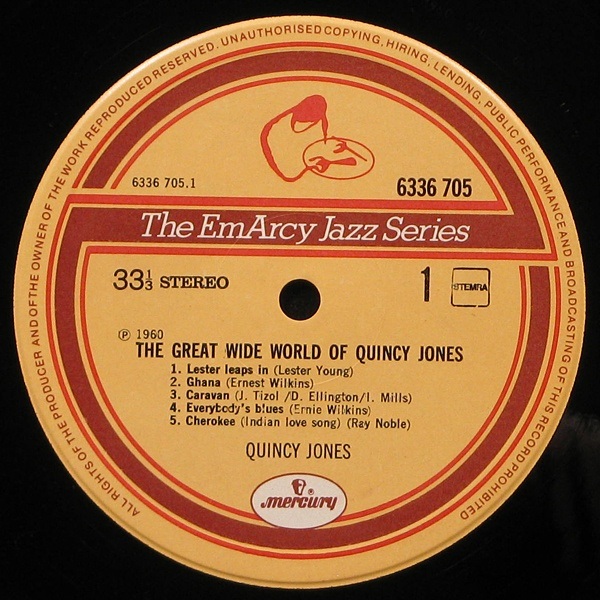 ALL RIGHTS OF THE PRODUCER AND OF THE OWNER OF THE WORK REPRODUCED RESERVED. UNAUTHORISED COPYING, HIRING, LENDING, PUBLIC PERFORMANCE AND BROADCASTING OF THIS RECORD PROHIBITED
6336 705.1
6336 705
The EmArcy Jazz Series
33⅓ STEREO
1
STEMRA
℗ 1960
THE GREAT WIDE WORLD OF QUINCY JONES
1. Lester leaps in (Lester Young)
2. Ghana (Ernest Wilkins)
3. Caravan (J. Tizol /D. Ellington/I. Mills)
4. Everybody's blues (Ernie Wilkins)
5. Cherokee (Indian love song) (Ray Noble)
QUINCY JONES
mercury ®